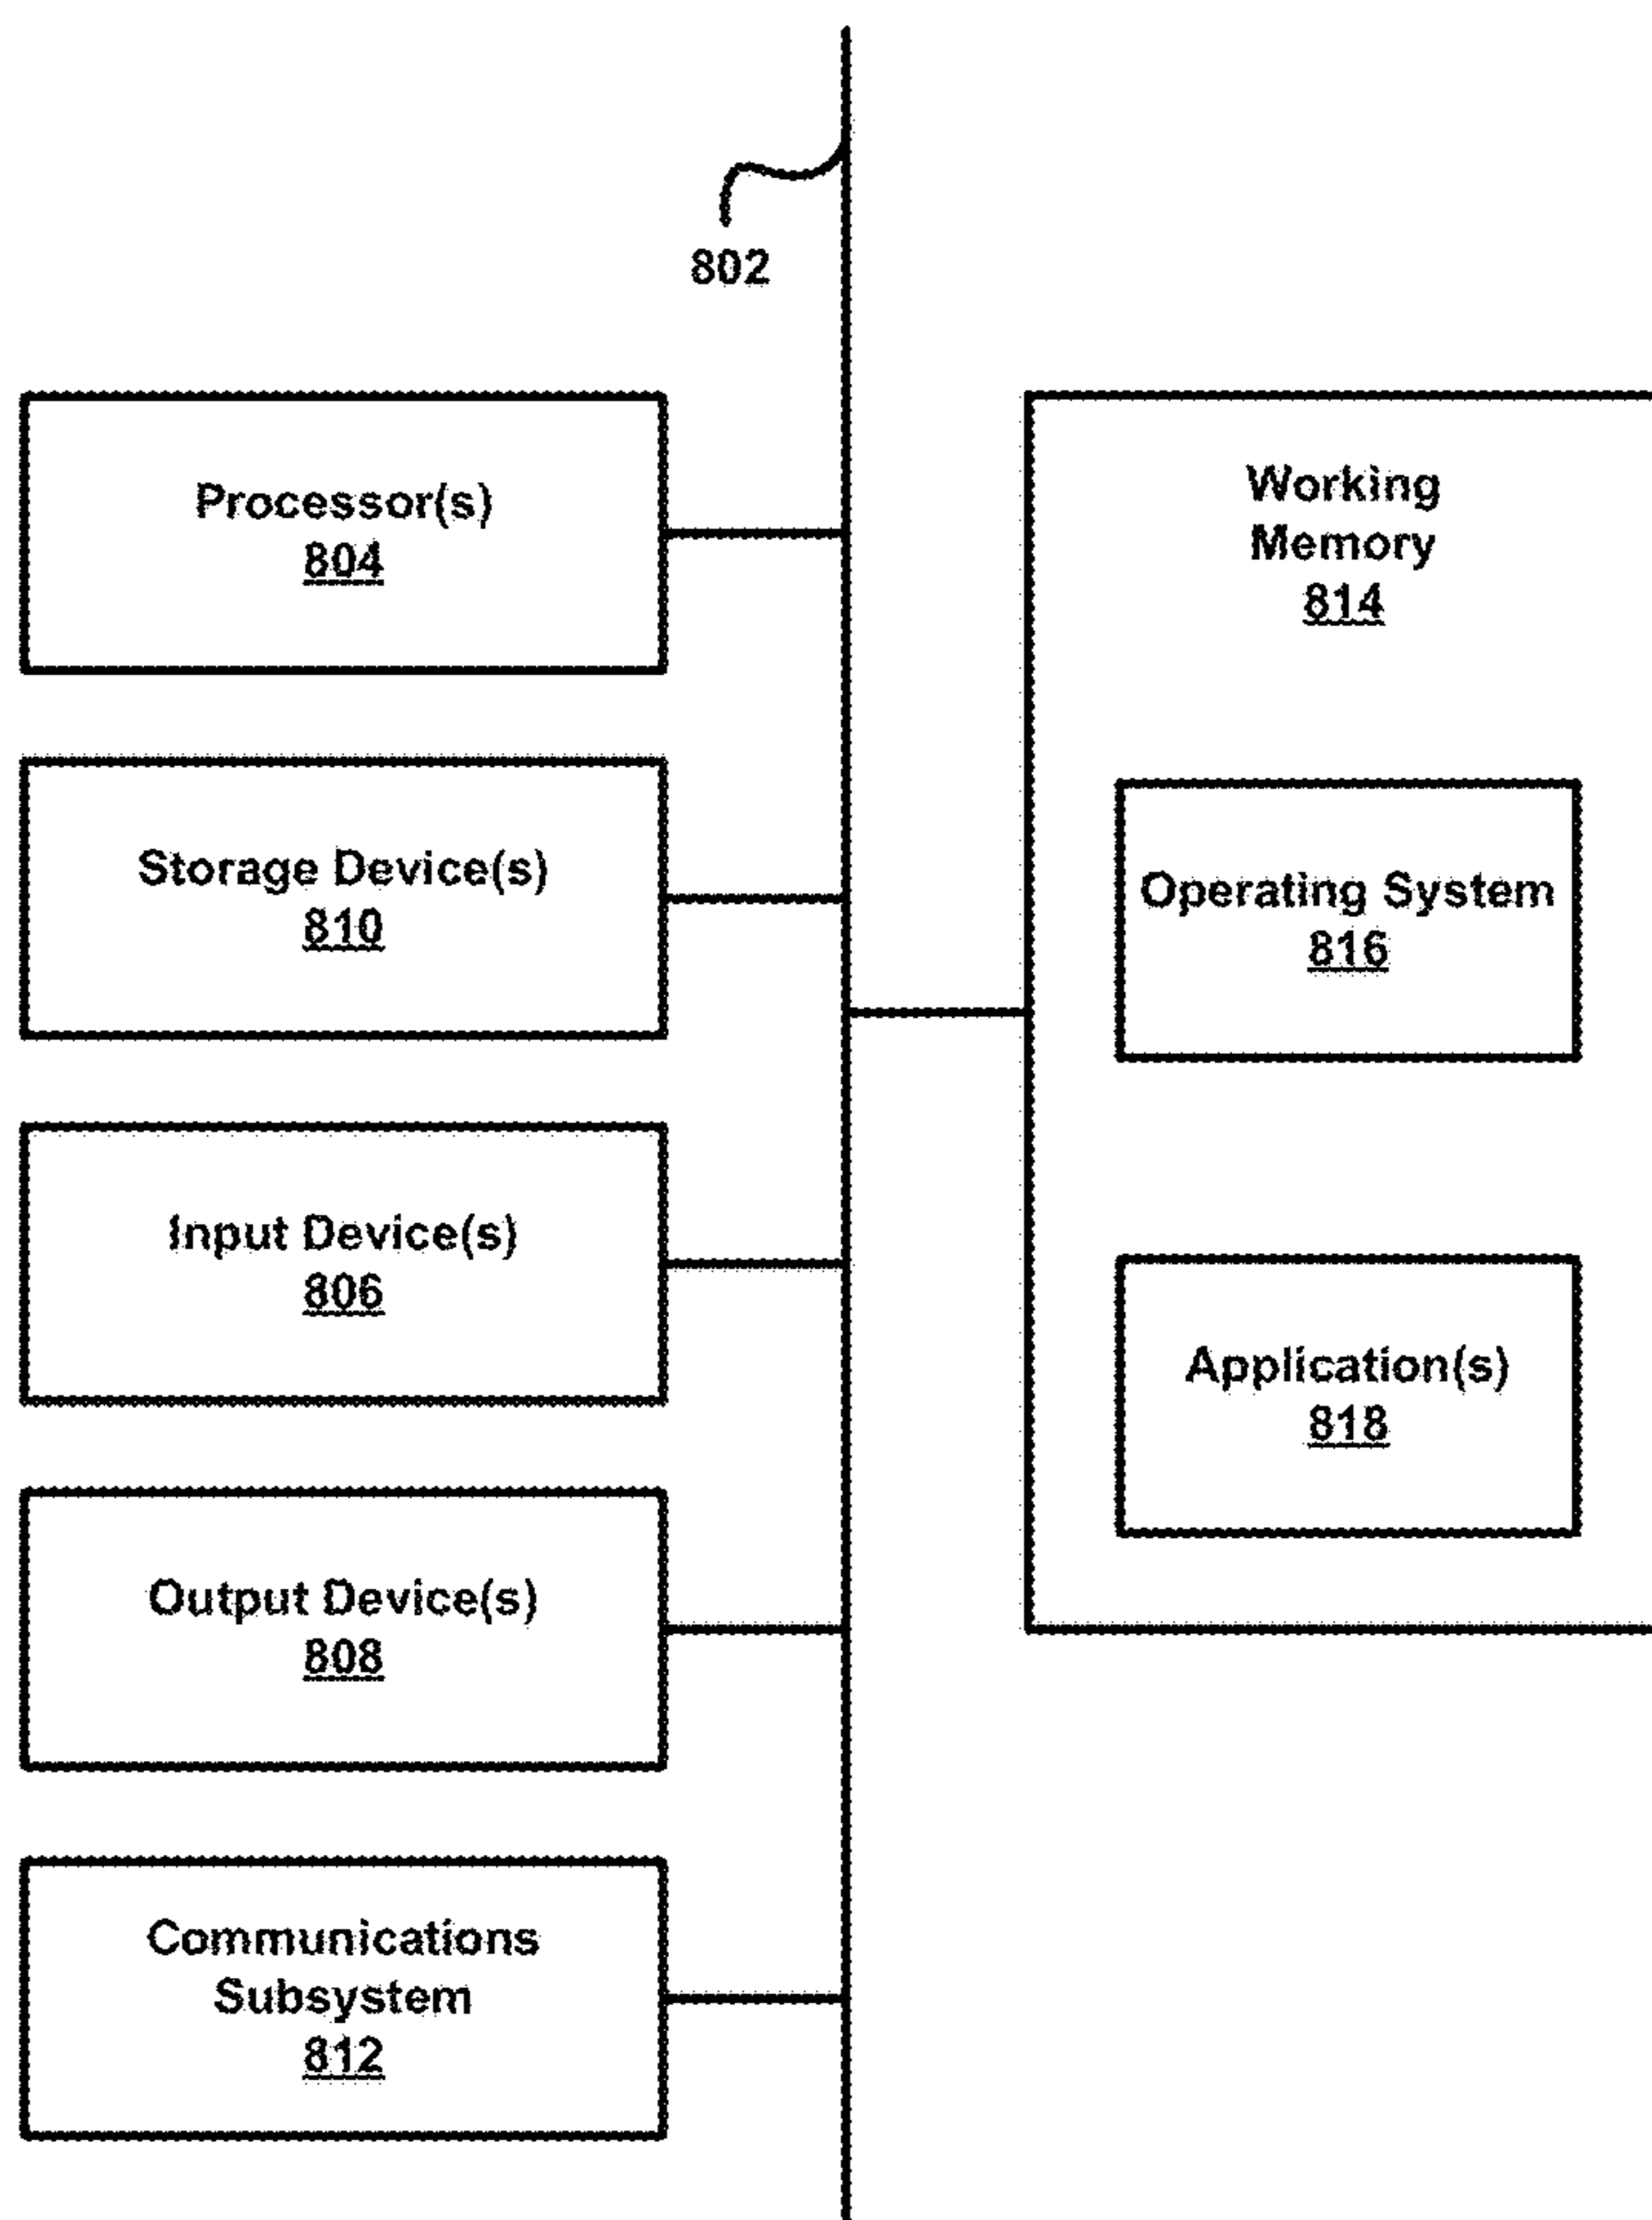 802
Processor(s)
804
Storage Device(s)
810
Input Device(s)
806
Output Device(s)
808
Communications
Subsystem
812
Working
Memory
814
Operating System
816
Application(s)
818